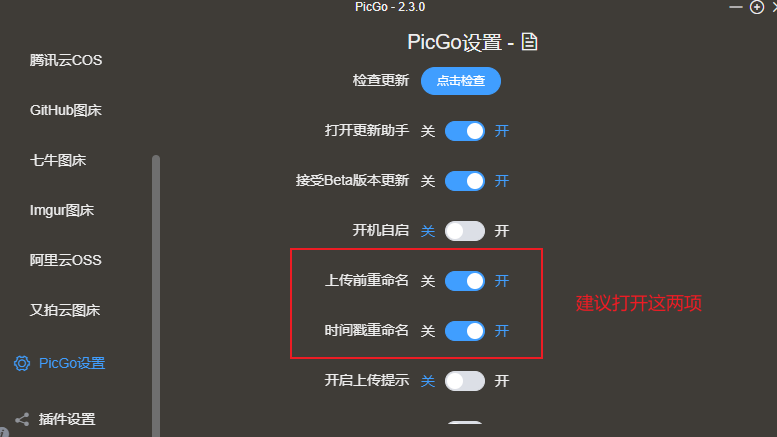 PicGo - 2.3.0
PicGo设置 -
腾讯云COS
GitHub图床
七牛图床
Imgur图床
阿里云OSS
又拍云图床
PicGo设置
插件设置
检查更新 点击检查
打开更新助手 关 开
接受Beta版本更新 关 开
开机自启 关 开
上传前重命名 关 开
时间戳重命名 关 开
开启上传提示 关 开
建议打开这两项